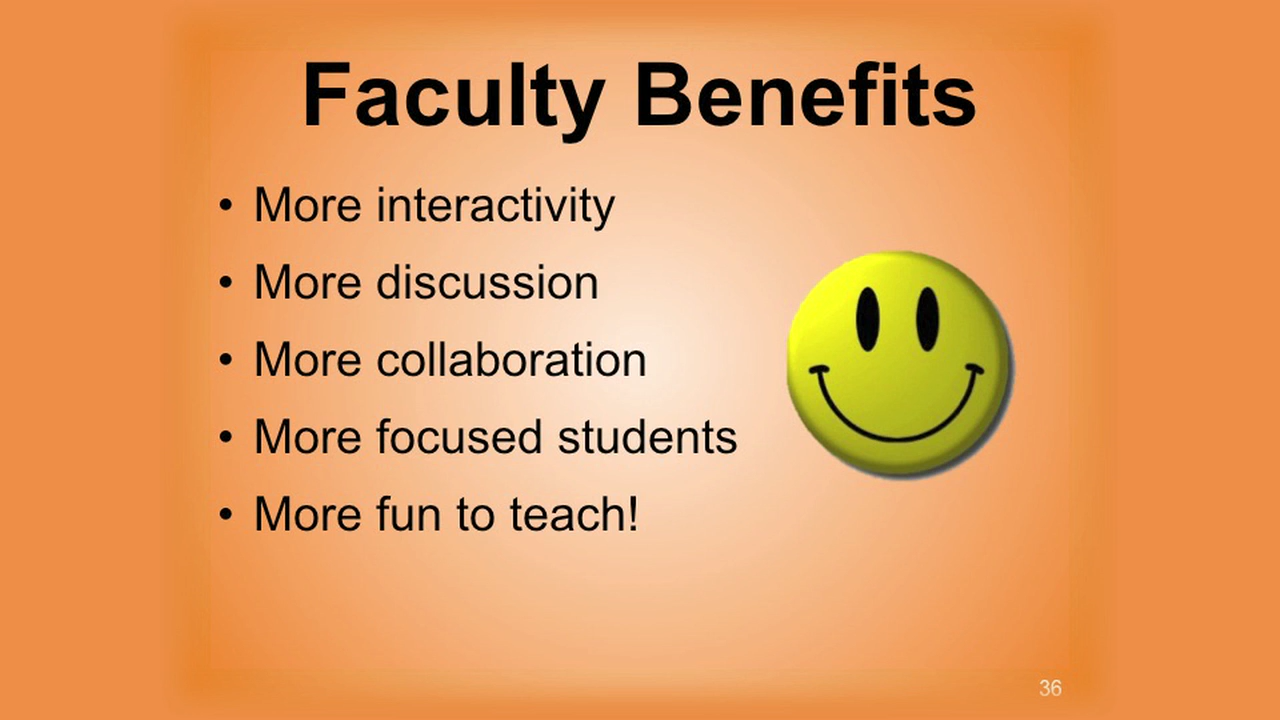 Faculty Benefits
• More interactivity
• More discussion
• More collaboration
• More focused students
• More fun to teach!
36